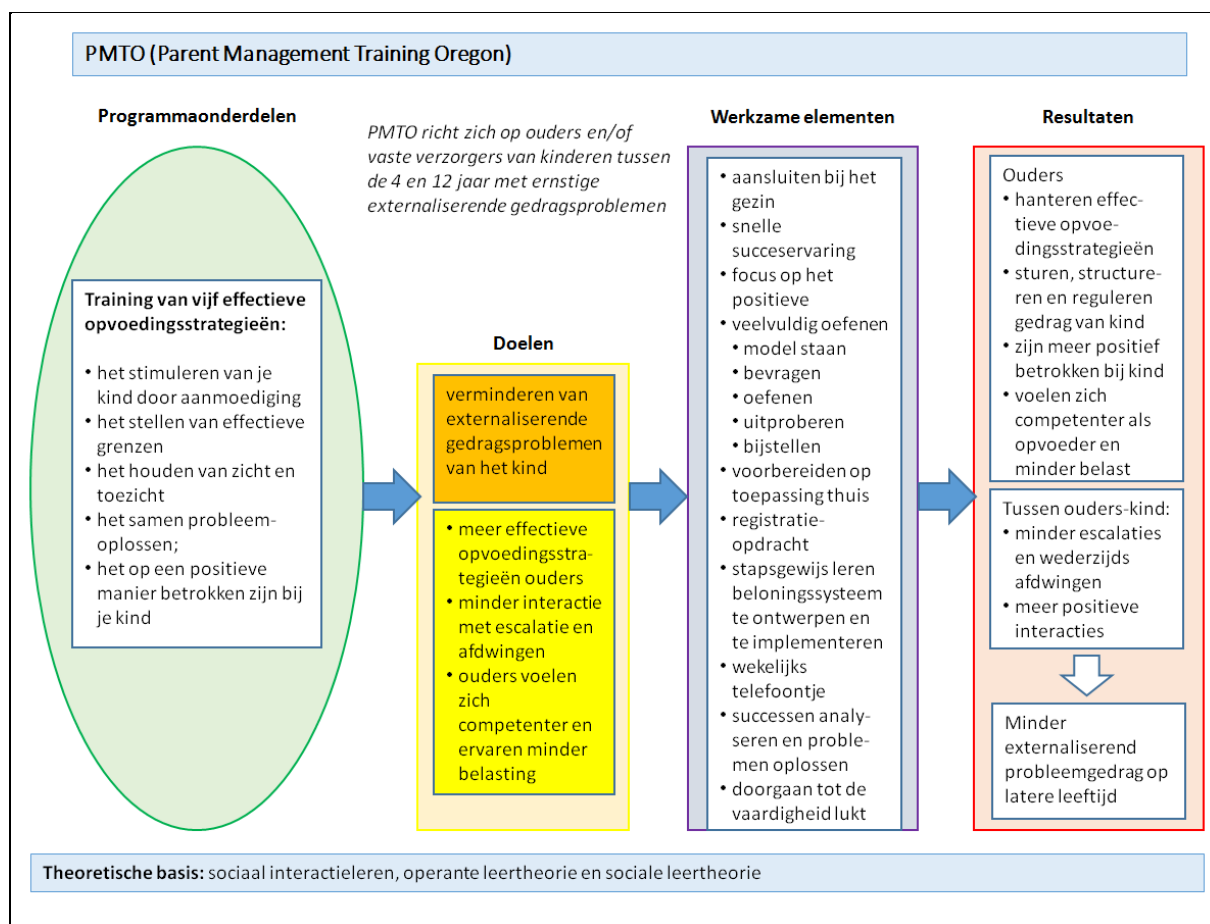 PMTO (Parent Management Training Oregon)
Programmaonderdelen
Training van vijf effectieve
opvoedingsstrategieën:
• het stimuleren van je
kind door aanmoediging
• het stellen van effectieve
grenzen
• het houden van zicht en
toezicht
• het samen probleem-
oplossen;
• het op een positieve
manier betrokken zijn bij
je kind
PMTO richt zich op ouders en/of
vaste verzorgers van kinderen tussen
de 4 en 12 jaar met ernstige
externaliserende gedragsproblemen
Doelen
verminderen van
externaliserende
gedragsproblemen
van het kind
• meer effectieve
opvoedingsstra-
tegieën ouders
• minder interactie
met escalatie en
afdwingen
• ouders voelen
zich
competenter en
ervaren minder
belasting
Werkzame elementen
• aansluiten bij het
gezin
• snelle
succeservaring
• focus op het
positieve
• veelvuldig oefenen
• model staan
• bevragen
• oefenen
• uitproberen
• bijstellen
• voorbereiden op
toepassing thuis
• registratie-
opdracht
• stapsgewijs leren
beloningssysteem
te ontwerpen en
te implementeren
• wekelijks
telefoontje
• successen analy-
seren en proble-
men oplossen
• doorgaan tot de
vaardigheid lukt
Resultaten
Ouders
• hanteren effec-
tieve opvoe-
dingsstrategieën
• sturen, structure-
ren en reguleren
gedrag van kind
• zijn meer positief
betrokken bij kind
• voelen zich
competenter als
opvoeder en
minder belast
Tussen ouders-kind:
• minder escalaties
en wederzijds
afdwingen
• meer positieve
interacties
Minder
externaliserend
probleemgedrag op
latere leeftijd
Theoretische basis: sociaal interactieleren, operante leertheorie en sociale leertheorie